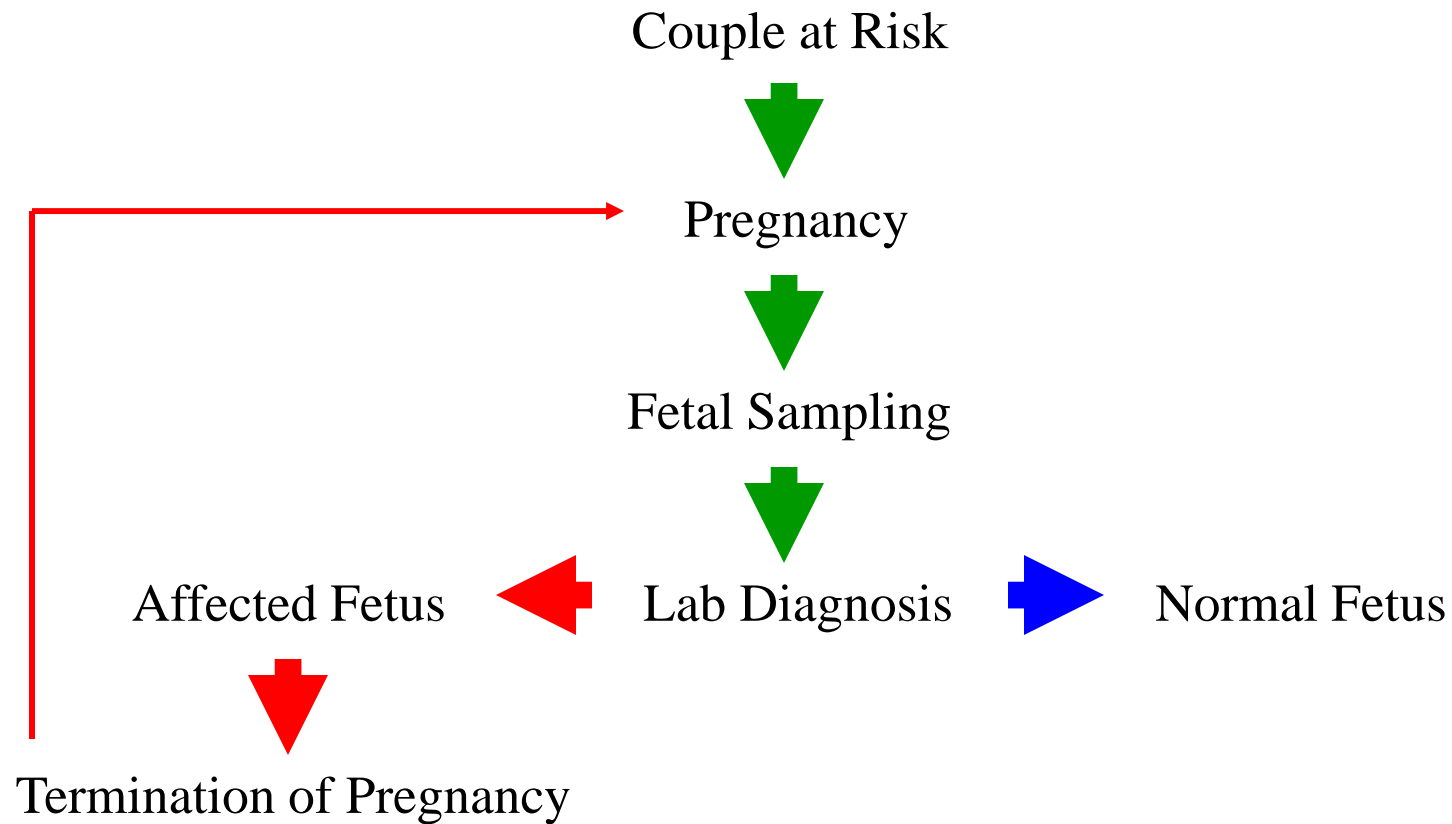 Couple at Risk
Pregnancy
Fetal Sampling
Affected Fetus
Lab Diagnosis
Normal Fetus
Termination of Pregnancy